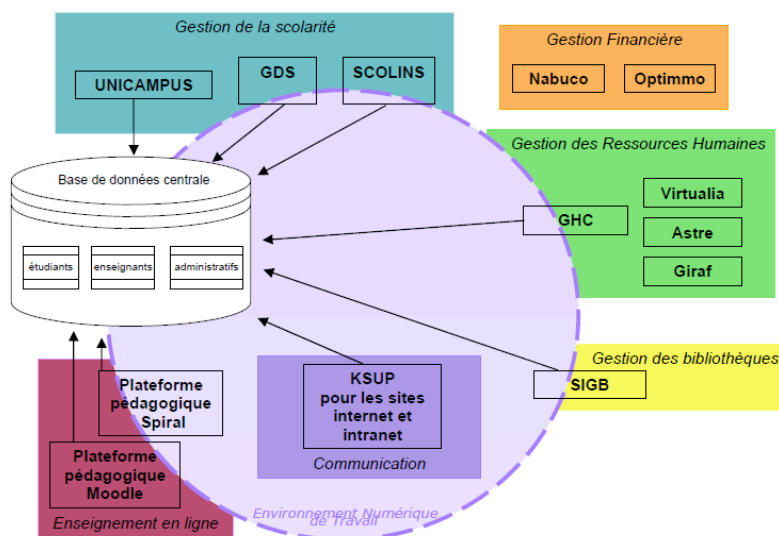 Gestion de la scolarité
UNICAMPUS
GDS
SCOLINS
Gestion Financière
Nabuco
Optimmo
Gestion des Ressources Humaines
Virtualia
GHC
Astre
Giraf
Base de données centrale
étudiants
enseignants
administratifs
Gestion des bibliothèques
SIGB
Plateforme
pédagogique
Spiral
Plateforme
pédagogique
Moodle
Enseignement en ligne
KSUP
pour les sites
internet et
intranet
Communication
Environnement Numérique
de Travail